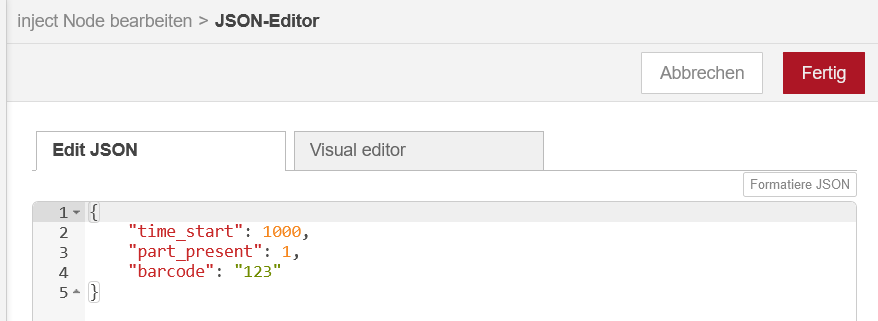 inject Node bearbeiten > JSON-Editor
Abbrechen Fertig
Edit JSON Visual editor
Formatiere JSON
1 {
2     "time_start": 1000,
3     "part_present": 1,
4     "barcode": "123"
5 }